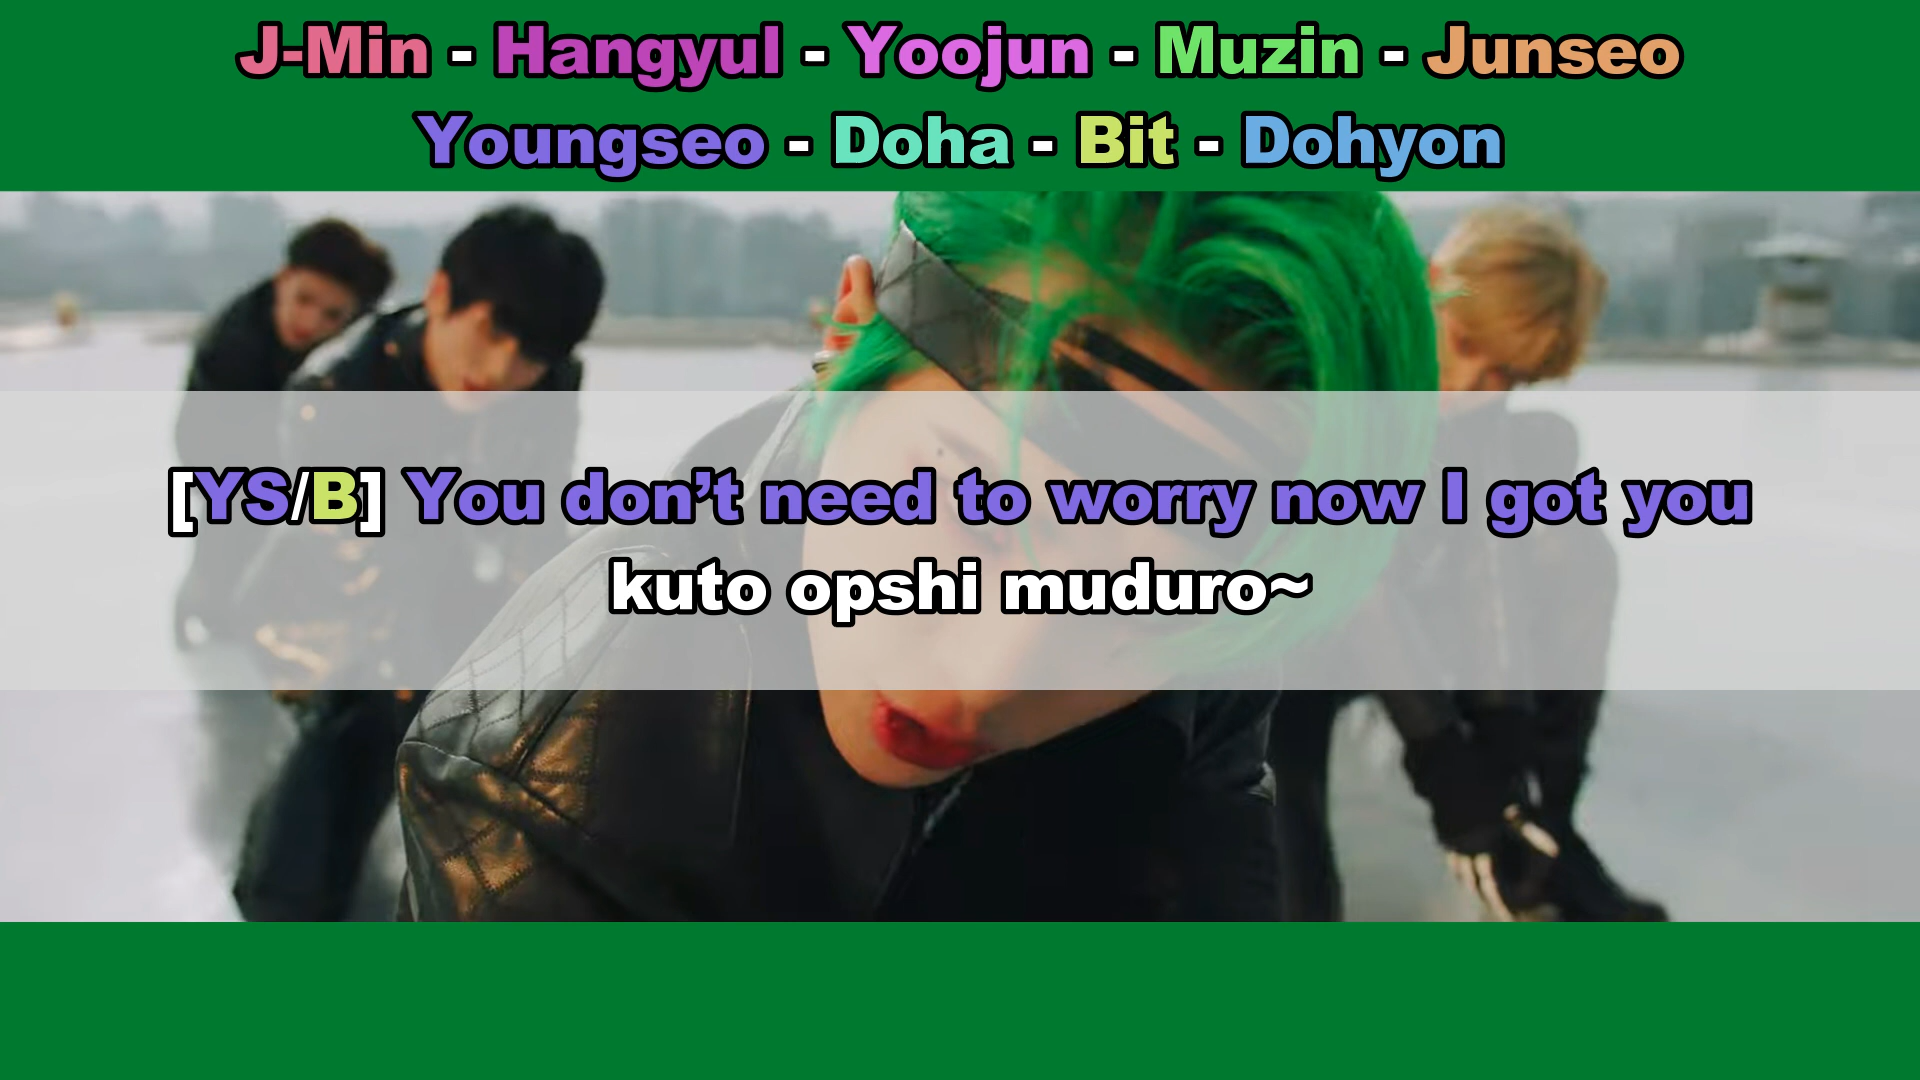 J-Min - Hangyul - Yoojun - Muzin - Junseo
Youngseo - Doha - Bit - Dohyon
[YS/B] You don’t need to worry now I got you
kuto opshi muduro~